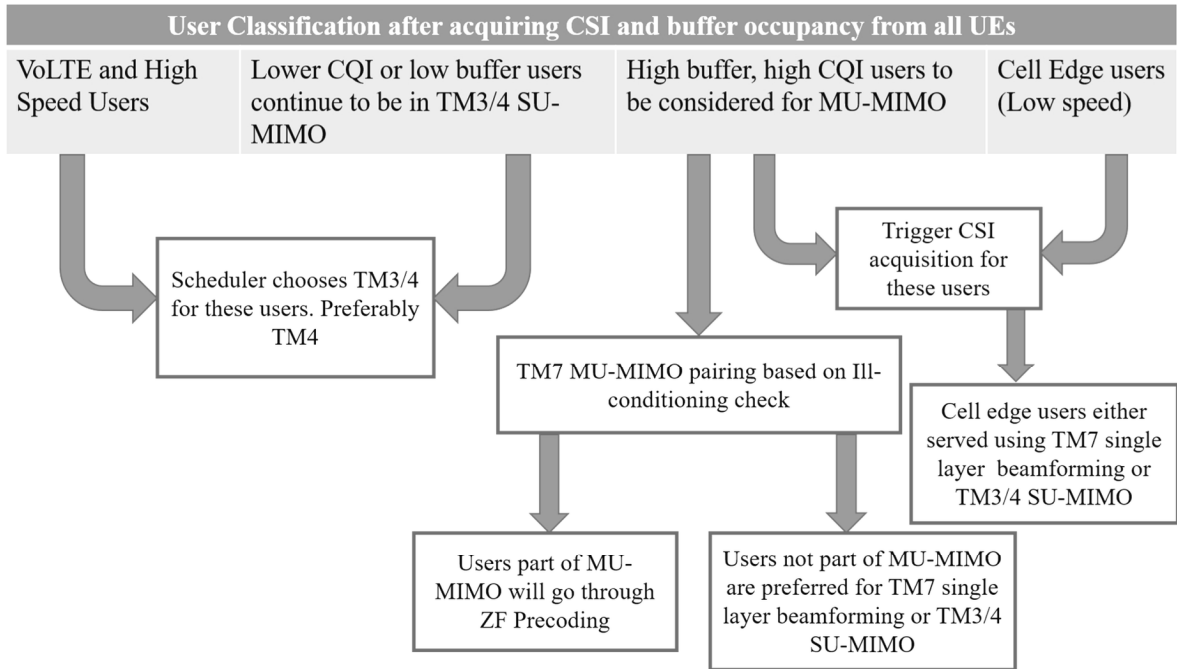 User Classification after acquiring CSI and buffer occupancy from all UEs
VoLTE and High
Speed Users
Lower CQI or low buffer users
continue to be in TM3/4 SU-
MIMO
High buffer, high CQI users to
be considered for MU-MIMO
Cell Edge users
(Low speed)
Scheduler chooses TM3/4
for these users. Preferably
TM4
Trigger CSI
acquisition for
these users
TM7 MU-MIMO pairing based on Ill-
conditioning check
Cell edge users either
served using TM7 single
layer beamforming or
TM3/4 SU-MIMO
Users part of MU-
MIMO will go through
ZF Precoding
Users not part of MU-MIMO
are preferred for TM7 single
layer beamforming or TM3/4
SU-MIMO